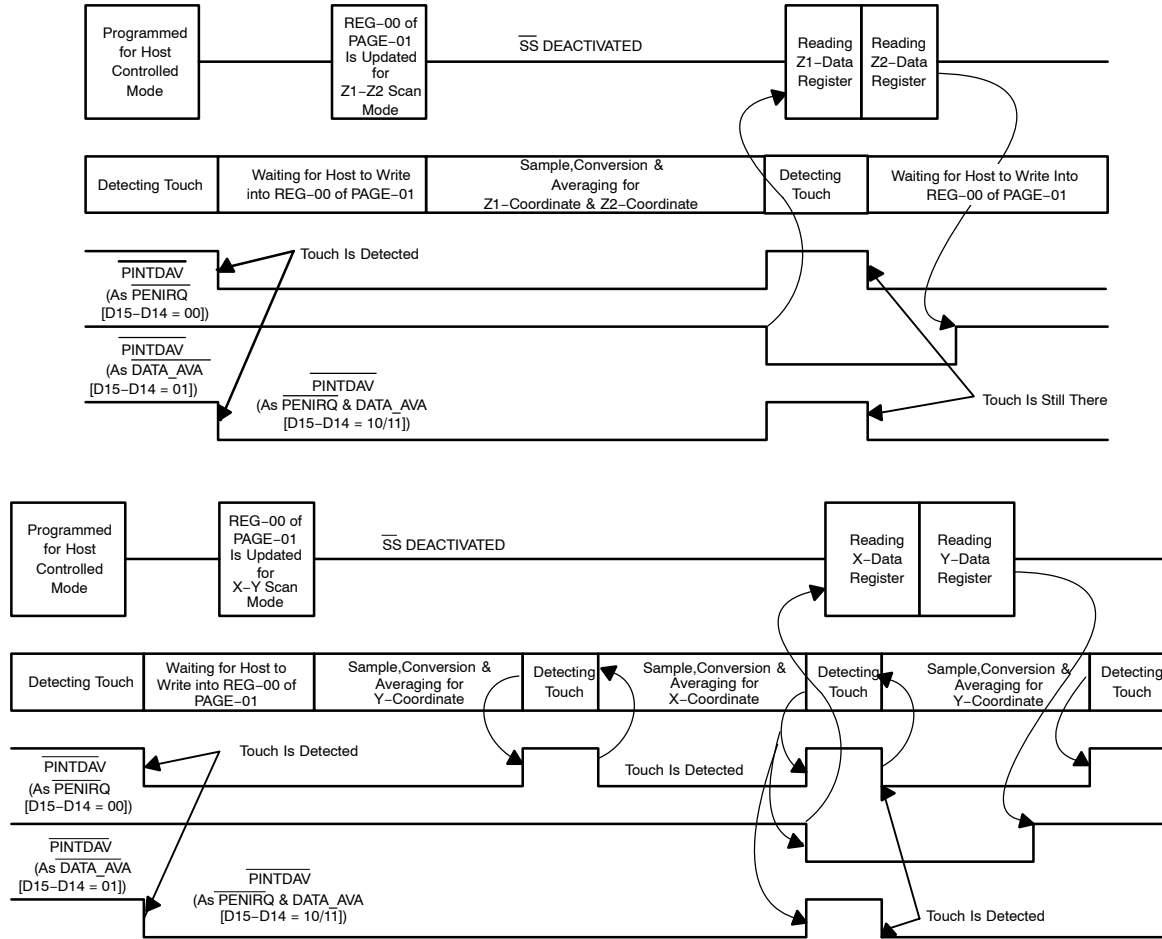 Programmed
for Host
Controlled
Mode
REG−00 of
PAGE−01
Is Updated
for
Z1−Z2 Scan
Mode
SS DEACTIVATED
Reading
Z1−Data
Register
Reading
Z2−Data
Register
Detecting Touch
Waiting for Host to Write
into REG−00 of PAGE−01
Sample,Conversion &
Averaging for
Z1−Coordinate & Z2−Coordinate
Detecting
Touch
Waiting for Host to Write Into
REG−00 of PAGE−01
Touch Is Detected
PINTDAV
(As PENIRQ
[D15−D14 = 00])
PINTDAV
(As DATA_AVA
[D15−D14 = 01])
PINTDAV
(As PENIRQ & DATA_AVA
[D15−D14 = 10/11])
Touch Is Still There
Programmed
for Host
Controlled
Mode
REG−00 of
PAGE−01
Is Updated
for
X−Y Scan
Mode
SS DEACTIVATED
Reading
X−Data
Register
Reading
Y−Data
Register
Detecting Touch
Waiting for Host to
Write into REG−00 of
PAGE−01
Sample,Conversion &
Averaging for
Y−Coordinate
Detecting
Touch
Sample,Conversion &
Averaging for
X−Coordinate
Detecting
Touch
Sample,Conversion &
Averaging for
Y−Coordinate
Detecting
Touch
Touch Is Detected
Touch Is Detected
PINTDAV
(As PENIRQ
[D15−D14 = 00])
PINTDAV
(As DATA_AVA
[D15−D14 = 01])
PINTDAV
(As PENIRQ & DATA_AVA
[D15−D14 = 10/11])
Touch Is Detected